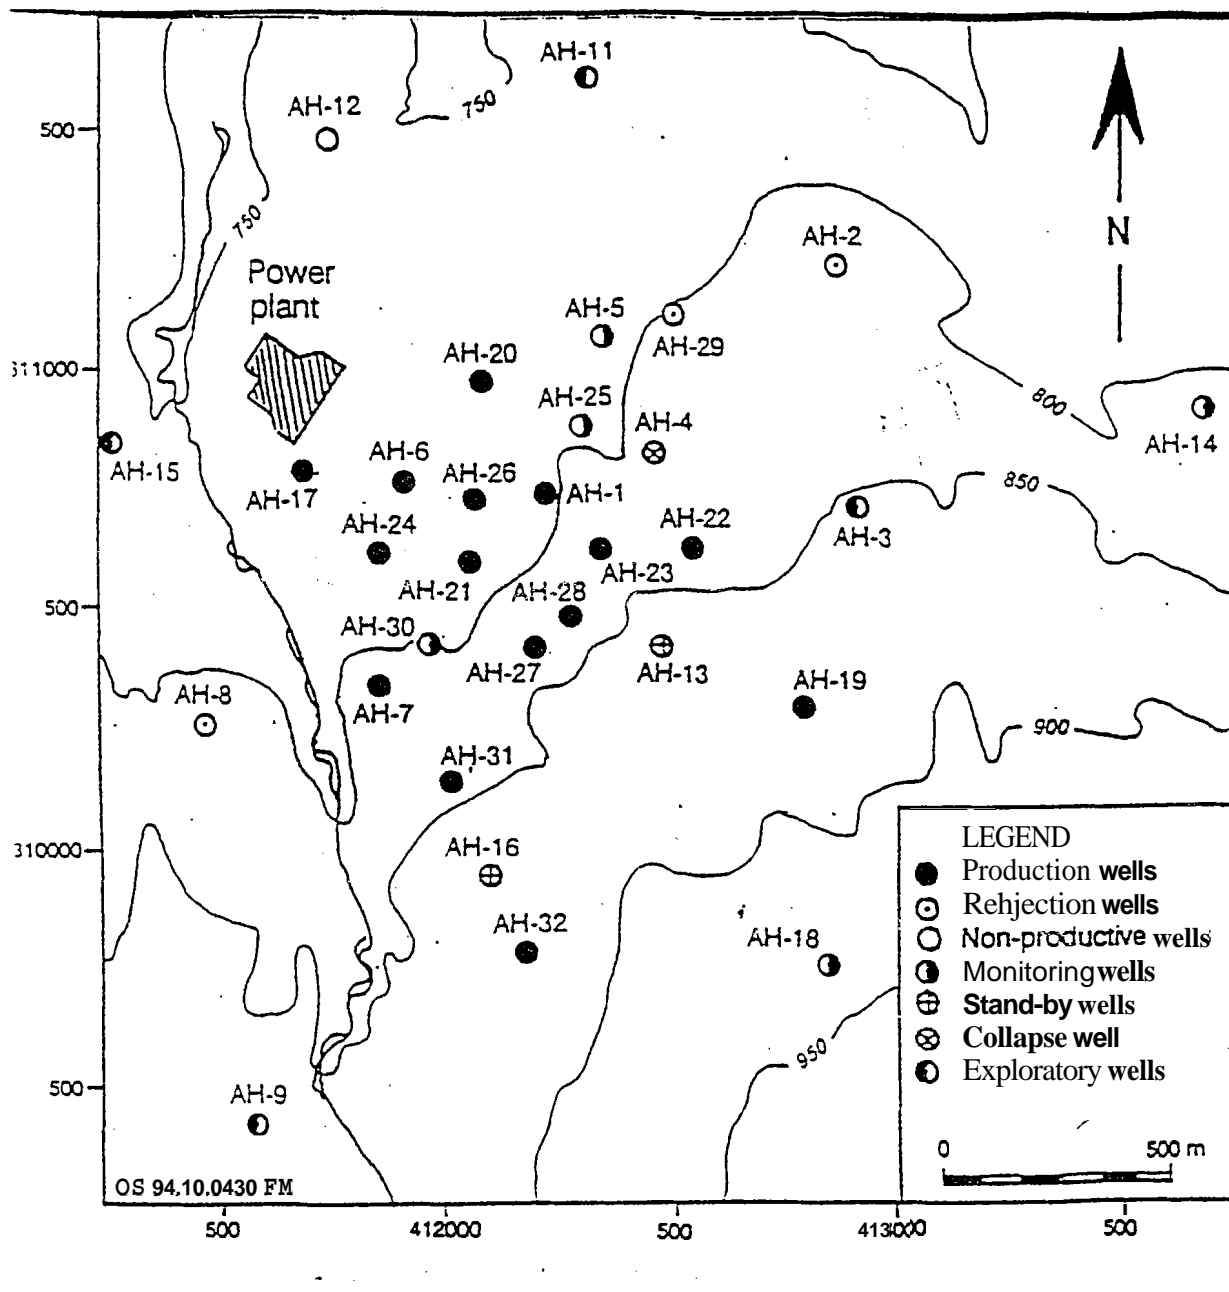 AH-11
750
AH-12
500
750
N
AH-2
Power
plant
AH-5
AH-29
AH-20
311000
AH-25
800
AH-4
AH-14
AH-15
AH-6
AH-26
AH-17
AH-1
850
AH-24
AH-22
AH-3
AH-23
AH-21
AH-28
500
AH-30
AH-27
AH-13
AH-19
AH-8
AH-7
900
AH-31
310000
AH-16
AH-32
AH-18
950
500
AH-9
LEGEND
Production wells
Rehjection wells
Non-productive wells
Monitoring wells
Stand-by wells
Collapse well
Exploratory wells
0 500 m
OS 94.10.0430 FM
500 412000 500 413000 500